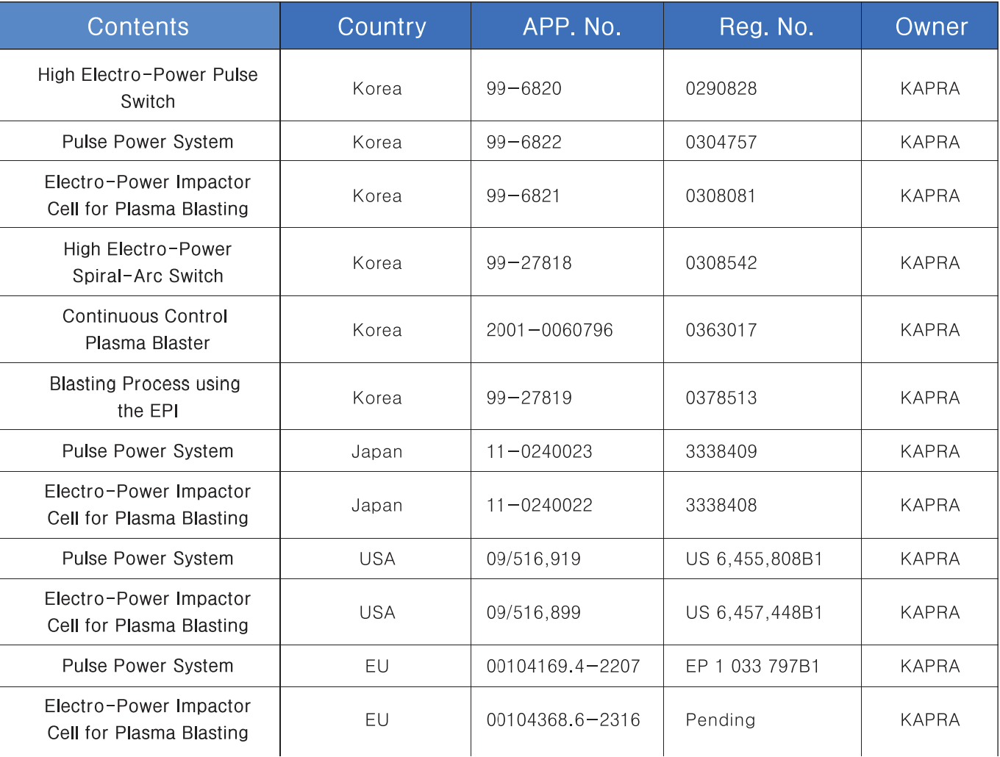 Contents Country APP. No. Reg. No. Owner
High Electro-Power Pulse
Switch
Korea 99-6820 0290828 KAPRA
Pulse Power System Korea 99-6822 0304757 KAPRA
Electro-Power Impactor
Cell for Plasma Blasting
Korea 99-6821 0308081 KAPRA
High Electro-Power
Spiral-Arc Switch
Korea 99-27818 0308542 KAPRA
Continuous Control
Plasma Blaster
Korea 2001-0060796 0363017 KAPRA
Blasting Process using
the EPI
Korea 99-27819 0378513 KAPRA
Pulse Power System Japan 11-0240023 3338409 KAPRA
Electro-Power Impactor
Cell for Plasma Blasting
Japan 11-0240022 3338408 KAPRA
Pulse Power System USA 09/516,919 US 6,455,808B1 KAPRA
Electro-Power Impactor
Cell for Plasma Blasting
USA 09/516,899 US 6,457,448B1 KAPRA
Pulse Power System EU 00104169.4-2207 EP 1 033 797B1 KAPRA
Electro-Power Impactor
Cell for Plasma Blasting
EU 00104368.6-2316 Pending KAPRA